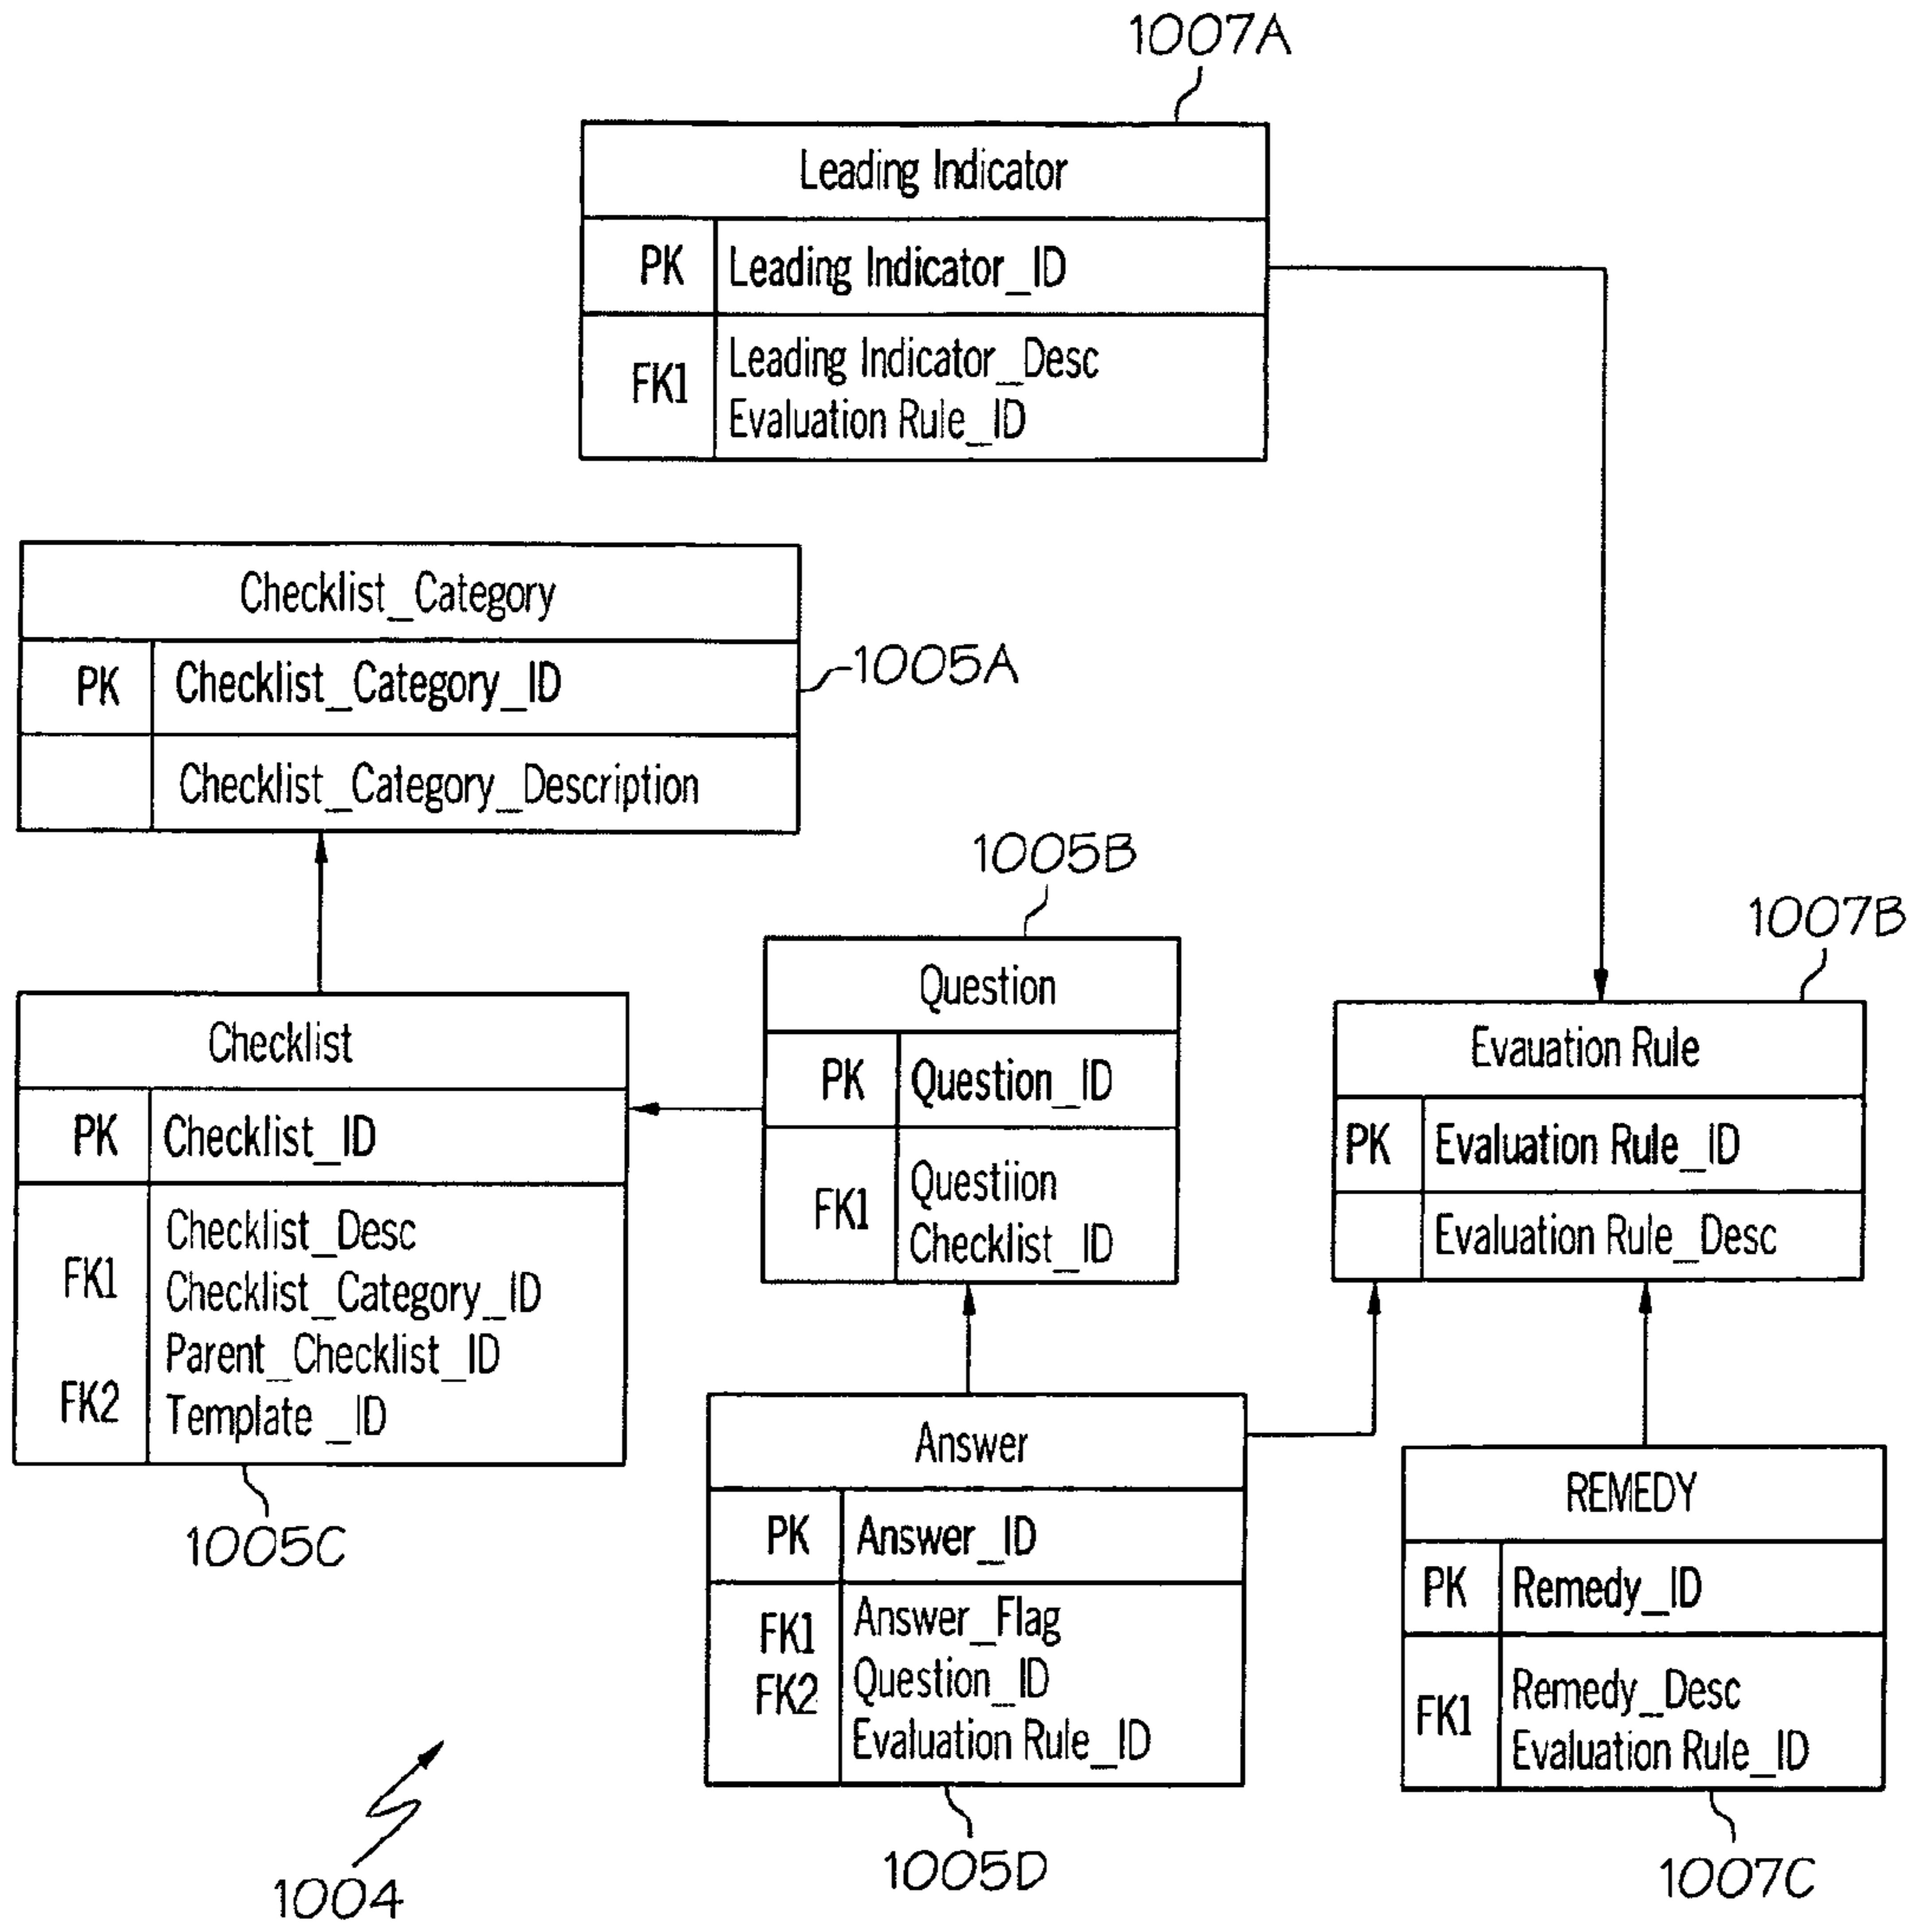 1007A
Leading Indicator
PK Leading Indicator_ID
Leading Indicator_Desc
FK1
Evaluation Rule_ID
Checklist_Category
PK Checklist_Category_ID
1005A
Checklist_Category_Description
1005B
Question
PK Question_ID
Questiion
FK1
Checklist_ID
1007B
Evauation Rule
PK Evaluation Rule_ID
Evaluation Rule_Desc
Checklist
PK Checklist_ID
Checklist_Desc
FK1 Checklist_Category_ID
Parent_Checklist_ID
FK2 Template _ID
1005C
Answer
PK Answer_ID
FK1 Answer_Flag
FK2 Question_ID
Evaluation Rule_ID
1005D
REMEDY
PK Remedy_ID
Remedy_Desc
FK1
Evaluation Rule_ID
1007C
1004